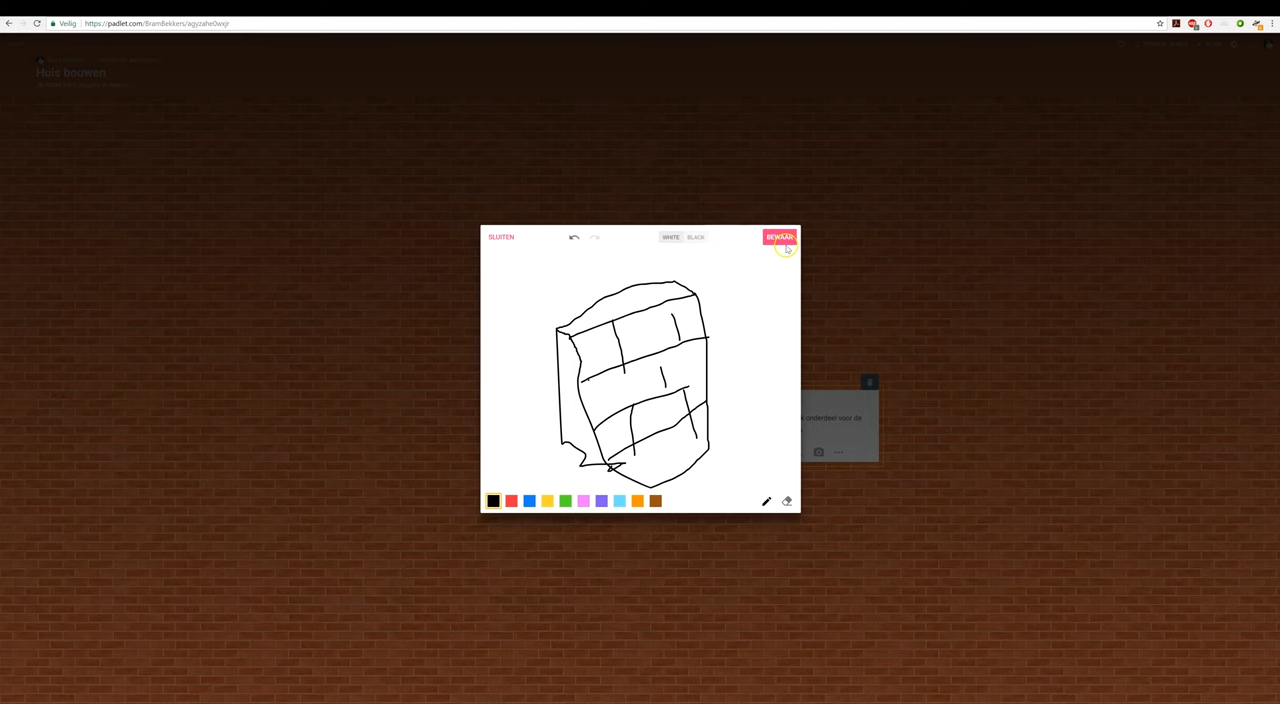 Veilig
https://padlet.com/BramBekkers/agyzahe0wxjr
Huis bouwen
SLUITEN
WHITE BLACK
BEWAAR
onderdeel voor de